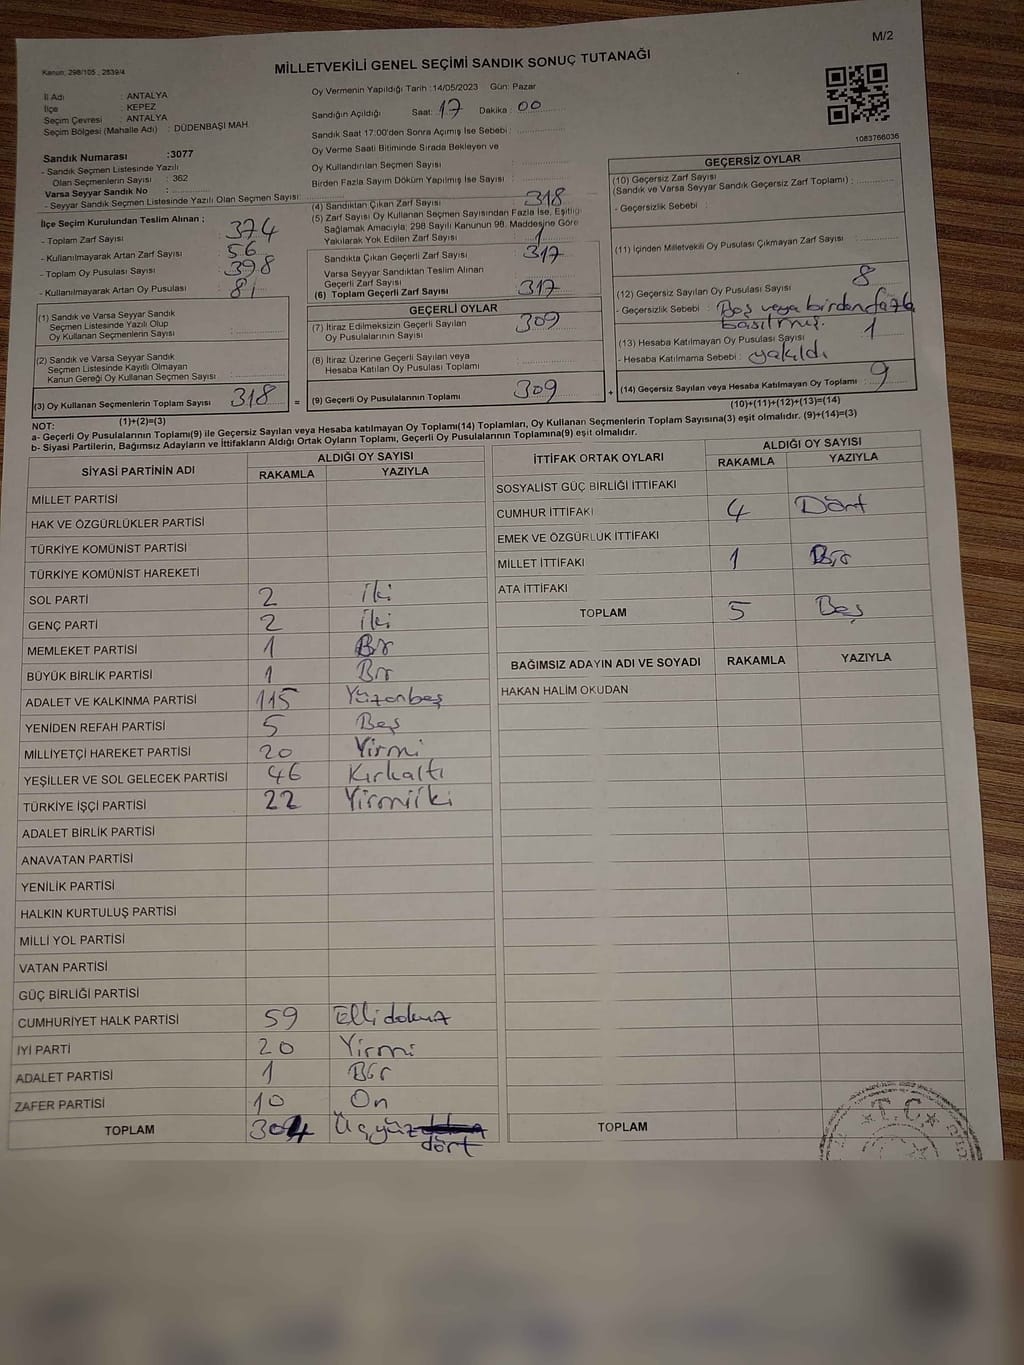 M/2
Kanun: 298/105 , 2839/4
MİLLETVEKİLİ GENEL SEÇİMİ SANDIK SONUÇ TUTANAĞI
İl Adı : ANTALYA
İlçe : KEPEZ
Seçim Çevresi : ANTALYA
Seçim Bölgesi (Mahalle Adı) : DÜDENBAŞI MAH.
Sandık Numarası :3077
- Sandık Seçmen Listesinde Yazılı
Olan Seçmenlerin Sayısı : 362
Varsa Seyyar Sandık No :
- Seyyar Sandık Seçmen Listesinde Yazılı Olan Seçmen Sayısı:
Oy Vermenin Yapıldığı Tarih :14/05/2023 Gün: Pazar
Sandığın Açıldığı Saat: 17 Dakika : 00
Sandık Saat 17:00'den Sonra Açımış İse Sebebi :
Oy Verme Saati Bitiminde Sırada Bekleyen ve
Oy Kullandırılan Seçmen Sayısı :
Birden Fazla Sayım Döküm Yapılmış İse Sayısı :
1083766036
İlçe Seçim Kurulundan Teslim Alınan ;
- Toplam Zarf Sayısı : 374
- Kullanılmayarak Artan Zarf Sayısı : 56
- Toplam Oy Pusulası Sayısı : 398
- Kullanılmayarak Artan Oy Pusulası : 81
(1) Sandık ve Varsa Seyyar Sandık
Seçmen Listesinde Yazılı Olup
Oy Kullanan Seçmenlerin Sayısı :
(2) Sandık ve Varsa Seyyar Sandık
Seçmen Listesinde Kayıtlı Olmayan
Kanun Gereği Oy Kullanan Seçmen Sayısı :
(3) Oy Kullanan Seçmenlerin Toplam Sayısı 318
(1)+(2)=(3)
(4) Sandıktan Çıkan Zarf Sayısı : 318
(5) Zarf Sayısı Oy Kullanan Seçmen Sayısından Fazla İse, Eşitliği
Sağlamak Amacıyla; 298 Sayılı Kanunun 98. Maddesine Göre
Yakılarak Yok Edilen Zarf Sayısı : 1
Sandıkta Çıkan Geçerli Zarf Sayısı : 317
Varsa Seyyar Sandıktan Teslim Alınan
Geçerli Zarf Sayısı :
(6) Toplam Geçerli Zarf Sayısı : 317
GEÇERLİ OYLAR
(7) İtiraz Edilmeksizin Geçerli Sayılan
Oy Pusulalarının Sayısı : 309
(8) İtiraz Üzerine Geçerli Sayılan veya
Hesaba Katılan Oy Pusulası Toplamı :
(9) Geçerli Oy Pusulalarının Toplamı : 309
GEÇERSİZ OYLAR
(10) Geçersiz Zarf Sayısı
(Sandık ve Varsa Seyyar Sandık Geçersiz Zarf Toplamı) :
- Geçersizlik Sebebi :
(11) İçinden Milletvekili Oy Pusulası Çıkmayan Zarf Sayısı :
(12) Geçersiz Sayılan Oy Pusulası Sayısı : 8
- Geçersizlik Sebebi : Boş veya birden fazla
basılmış.
(13) Hesaba Katılmayan Oy Pusulası Sayısı : 1
- Hesaba Katılmama Sebebi : yakıldı
(14) Geçersiz Sayılan veya Hesaba Katılmayan Oy Toplamı : 9
(10)+(11)+(12)+(13)=(14)
NOT:
a- Geçerli Oy Pusulaları Toplamı(9) ile Geçersiz Sayılan veya Hesaba katılmayan Oy Toplamı(14) Toplamları, Oy Kullanan Seçmenlerin Toplam Sayısına(3) eşit olmalıdır. (9)+(14)=(3)
b- Siyasi Partilerin, Bağımsız Adayların ve İttifakların Aldığı Ortak Oyların Toplamı, Geçerli Oy Pusulalarının Toplamına(9) eşit olmalıdır.
SİYASİ PARTİNİN ADI ALDIĞI OY SAYISI
RAKAMLA YAZIYLA
MİLLET PARTİSİ
HAK VE ÖZGÜRLÜKLER PARTİSİ
TÜRKİYE KOMÜNİST PARTİSİ
TÜRKİYE KOMÜNİST HAREKETİ
SOL PARTİ 2 iki
GENÇ PARTİ 2 iki
MEMLEKET PARTİSİ 1 Bir
BÜYÜK BİRLİK PARTİSİ 1 Bir
ADALET VE KALKINMA PARTİSİ 115 Yüzonbeş
YENİDEN REFAH PARTİSİ 5 Beş
MİLLİYETÇİ HAREKET PARTİSİ 20 Yirmi
YEŞİLLER VE SOL GELECEK PARTİSİ 46 Kırkaltı
TÜRKİYE İŞÇİ PARTİSİ 22 Yirmiiki
ADALET BİRLİK PARTİSİ
ANAVATAN PARTİSİ
YENİLİK PARTİSİ
HALKIN KURTULUŞ PARTİSİ
MİLLİ YOL PARTİSİ
VATAN PARTİSİ
GÜÇ BİRLİĞİ PARTİSİ
CUMHURİYET HALK PARTİSİ 59 Ellidokuz
İYİ PARTİ 20 Yirmi
ADALET PARTİSİ 1 Bir
ZAFER PARTİSİ 10 On
TOPLAM 304 Üçyüz
dört
İTTİFAK ORTAK OYLARI ALDIĞI OY SAYISI
RAKAMLA YAZIYLA
SOSYALİST GÜÇ BİRLİĞİ İTTİFAKI
CUMHUR İTTİFAKI 4 Dört
EMEK VE ÖZGÜRLÜK İTTİFAKI
MİLLET İTTİFAKI 1 Bir
ATA İTTİFAKI
TOPLAM 5 Beş
BAĞIMSIZ ADAYIN ADI VE SOYADI RAKAMLA YAZIYLA
HAKAN HALİM OKUDAN
TOPLAM
T.C.